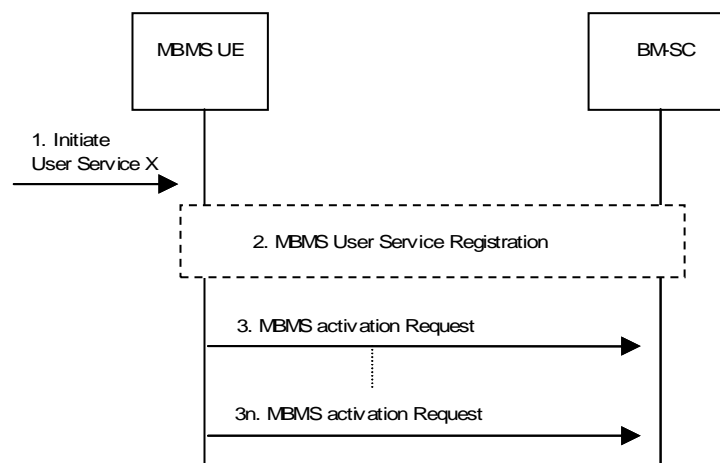 MBMS UE
BM-SC
1. Initiate
User Service X
2. MBMS User Service Registration
3. MBMS activation Request
3n. MBMS activation Request